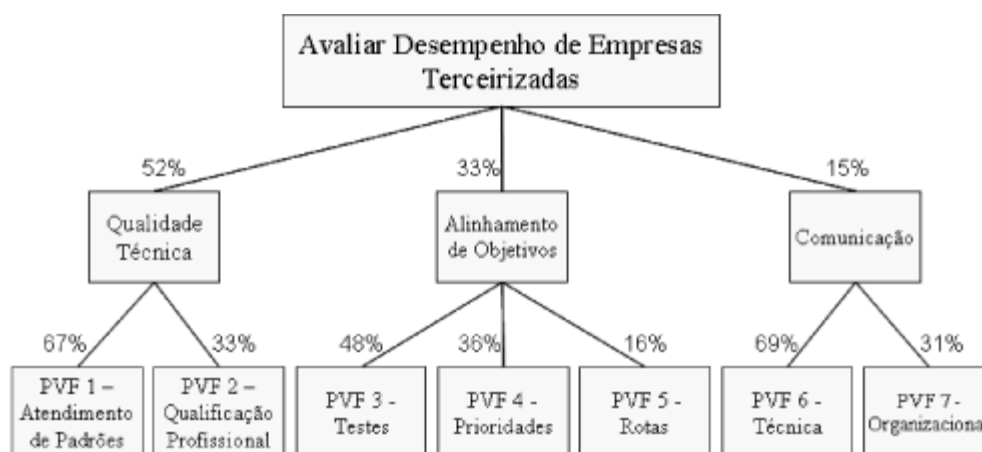 Avaliar Desempenho de Empresas
Terceirizadas
52%
33%
15%
Qualidade
Técnica
Alinhamento
de Objetivos
Comunicação
67%
33%
48%
36%
16%
69%
31%
PVF 1 –
Atendimento
de Padrões
PVF 2 –
Qualificação
Profissional
PVF 3 -
Testes
PVF 4 -
Prioridades
PVF 5 -
Rotas
PVF 6 -
Técnica
PVF 7-
Organizacional